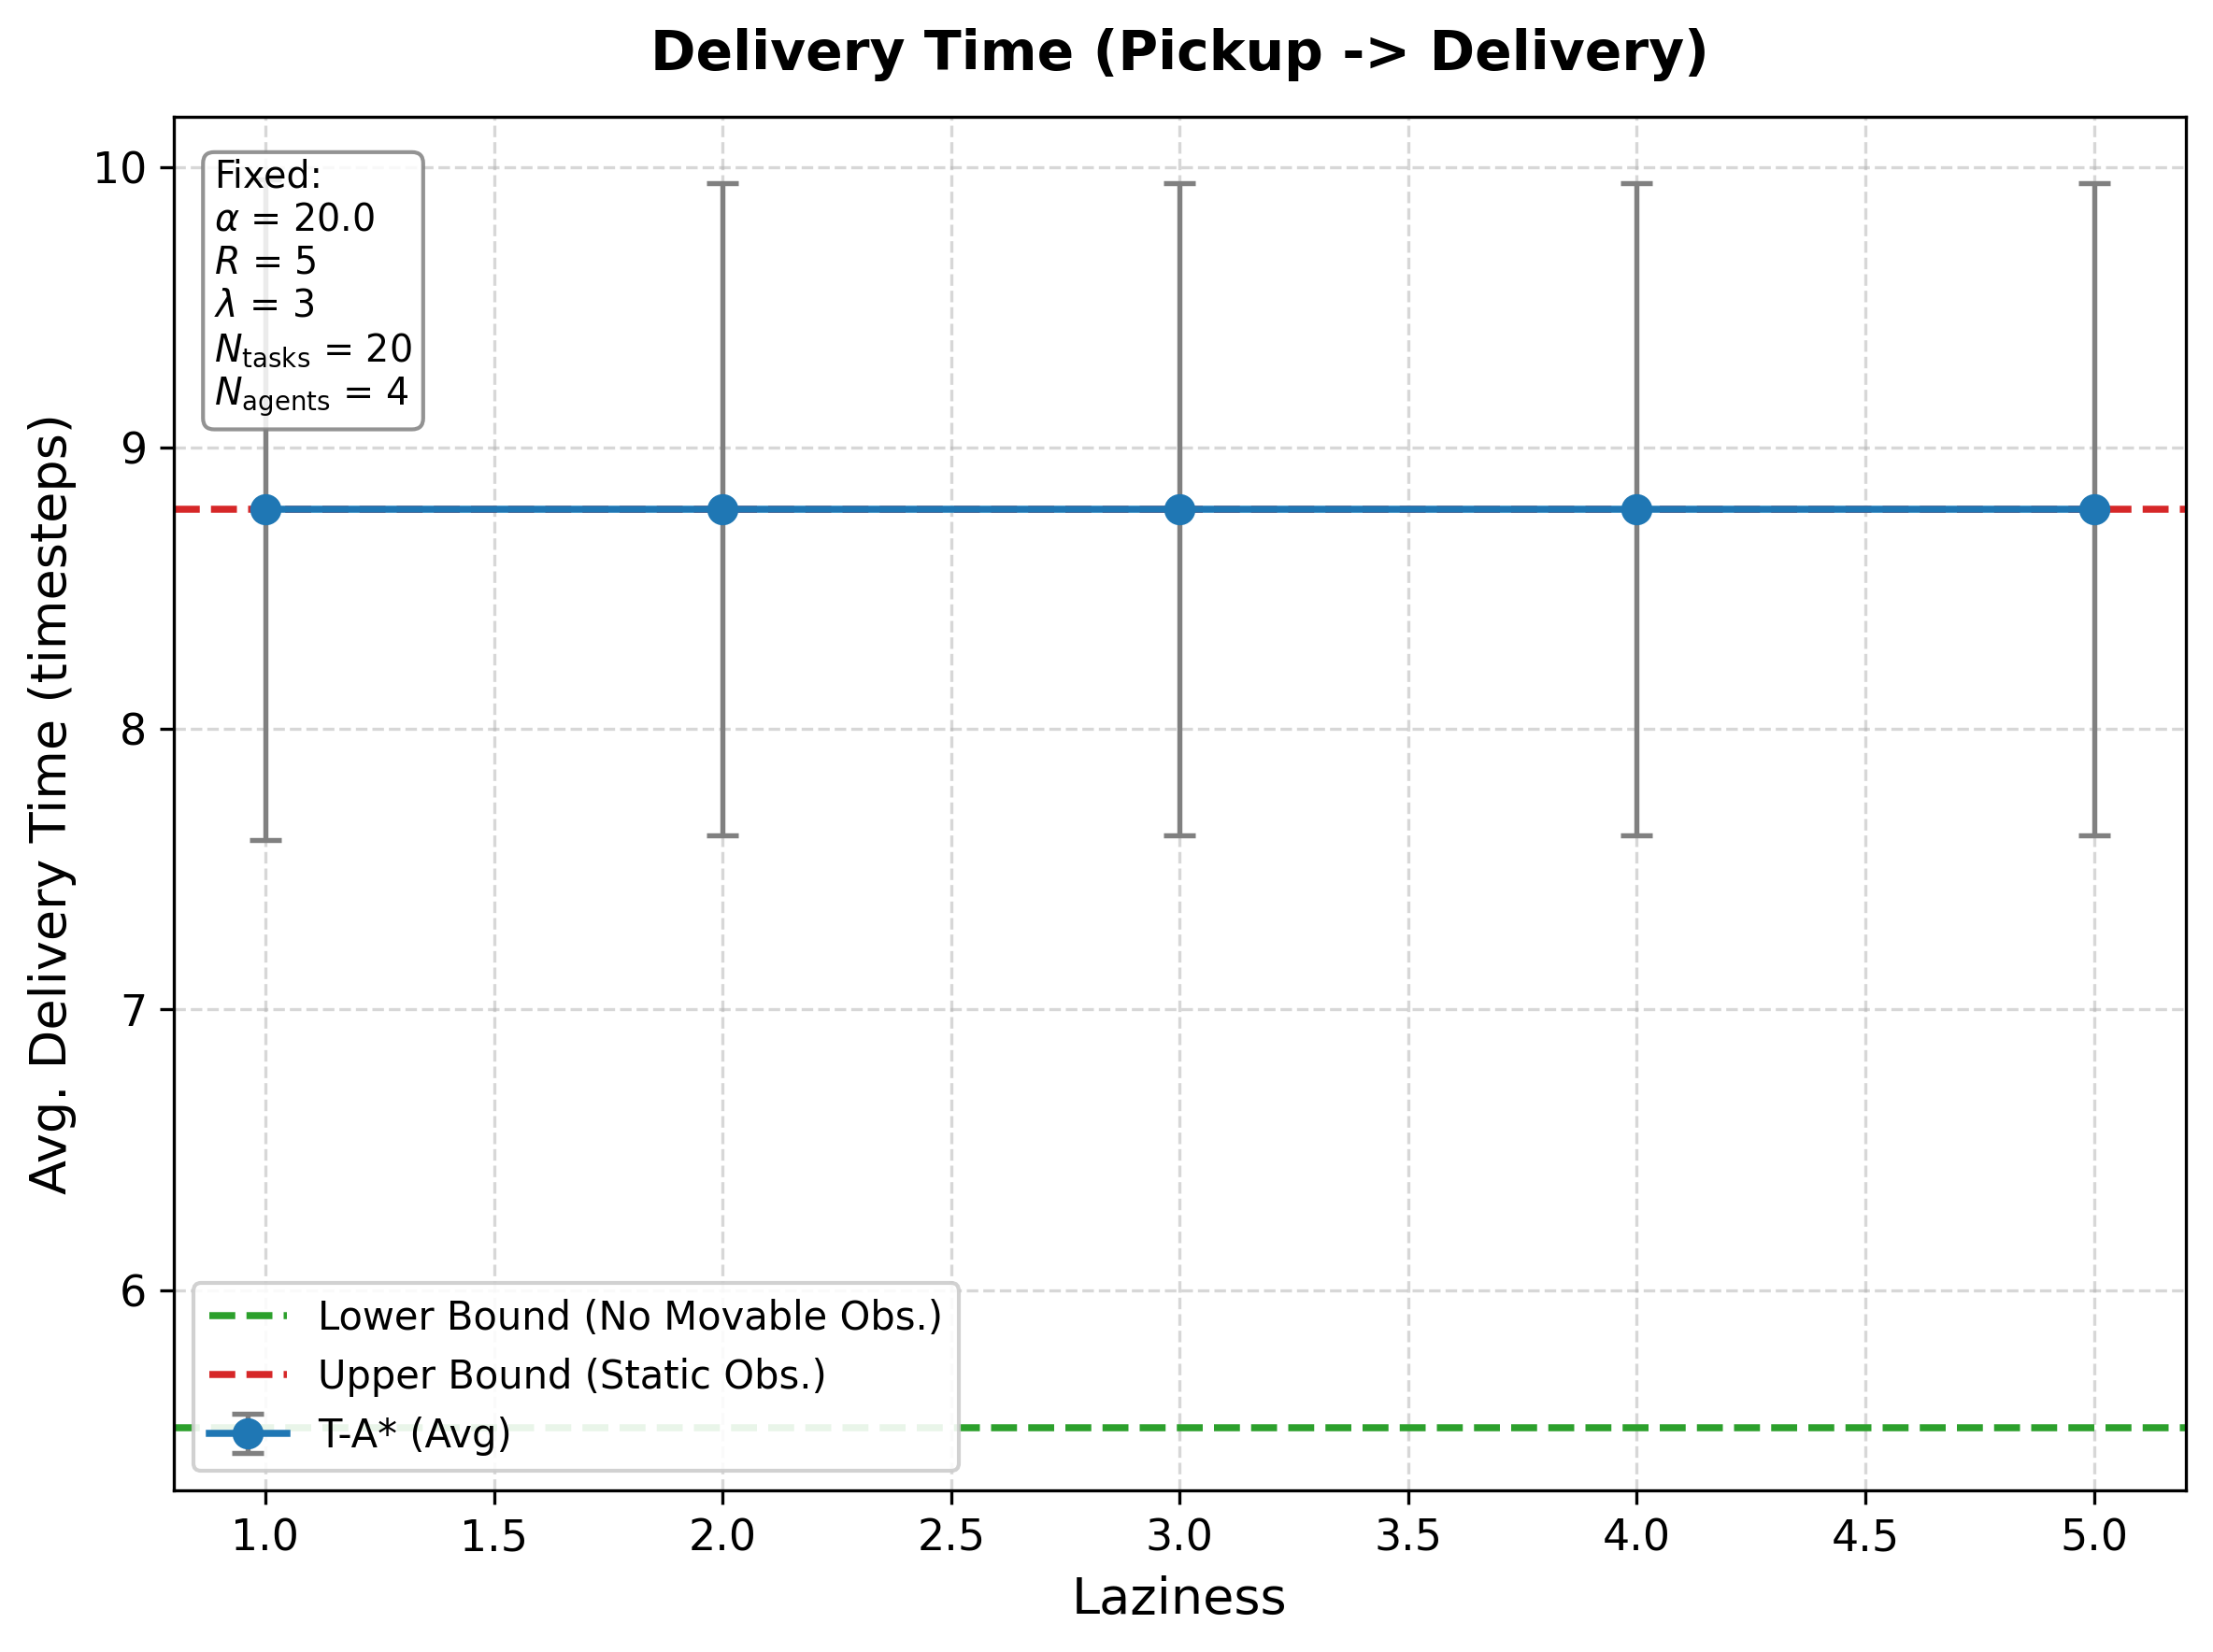 Delivery Time (Pickup -> Delivery)
Avg. Delivery Time (timesteps)
10
9
8
7
6
Fixed:
α = 20.0
R = 5
λ = 3
N_tasks = 20
N_agents = 4
Lower Bound (No Movable Obs.)
Upper Bound (Static Obs.)
T-A* (Avg)
1.0 1.5 2.0 2.5 3.0 3.5 4.0 4.5 5.0
Laziness